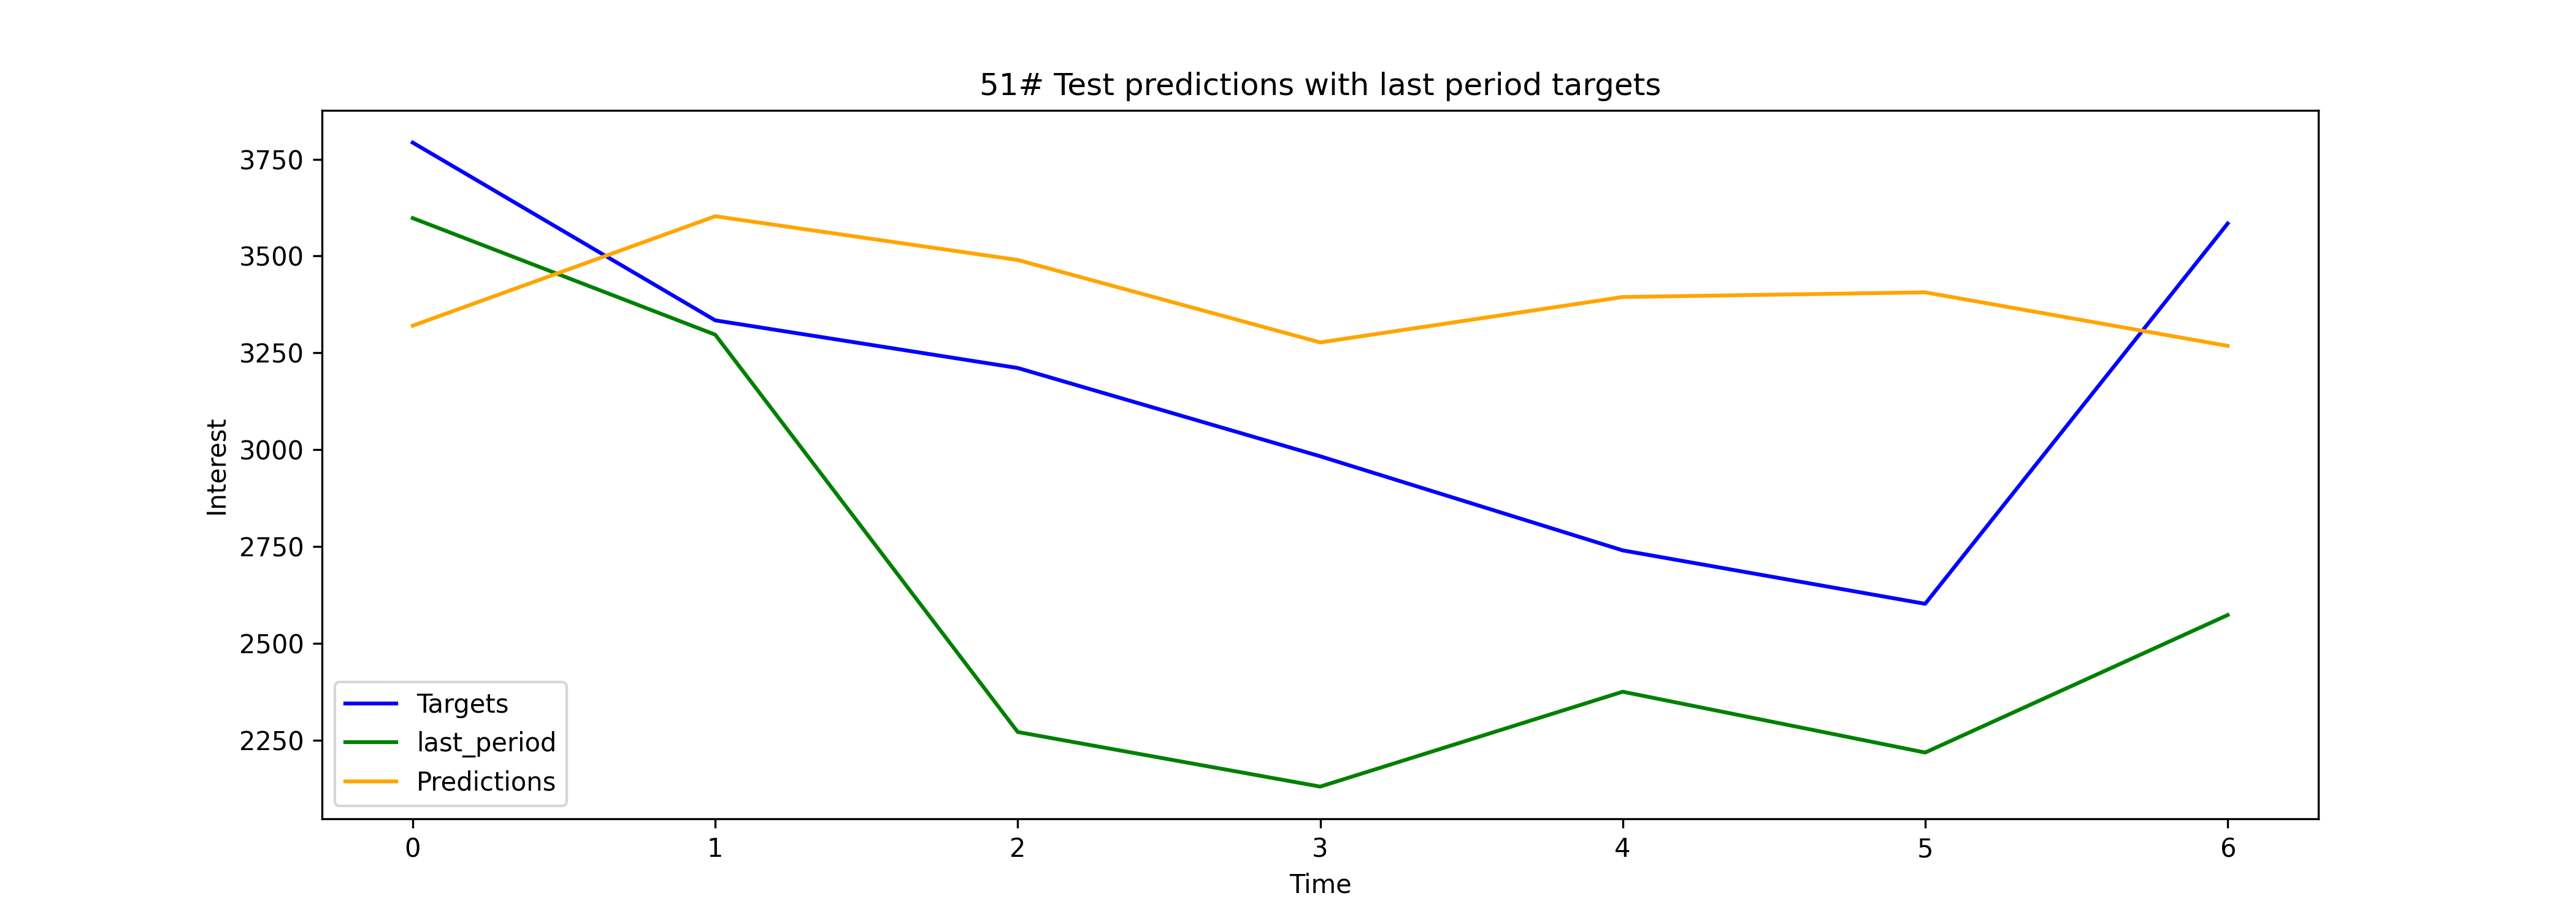 51# Test predictions with last period targets
Interest
3750
3500
3250
3000
2750
2500
2250
Targets
last_period
Predictions
0 1 2 3 4 5 6
Time